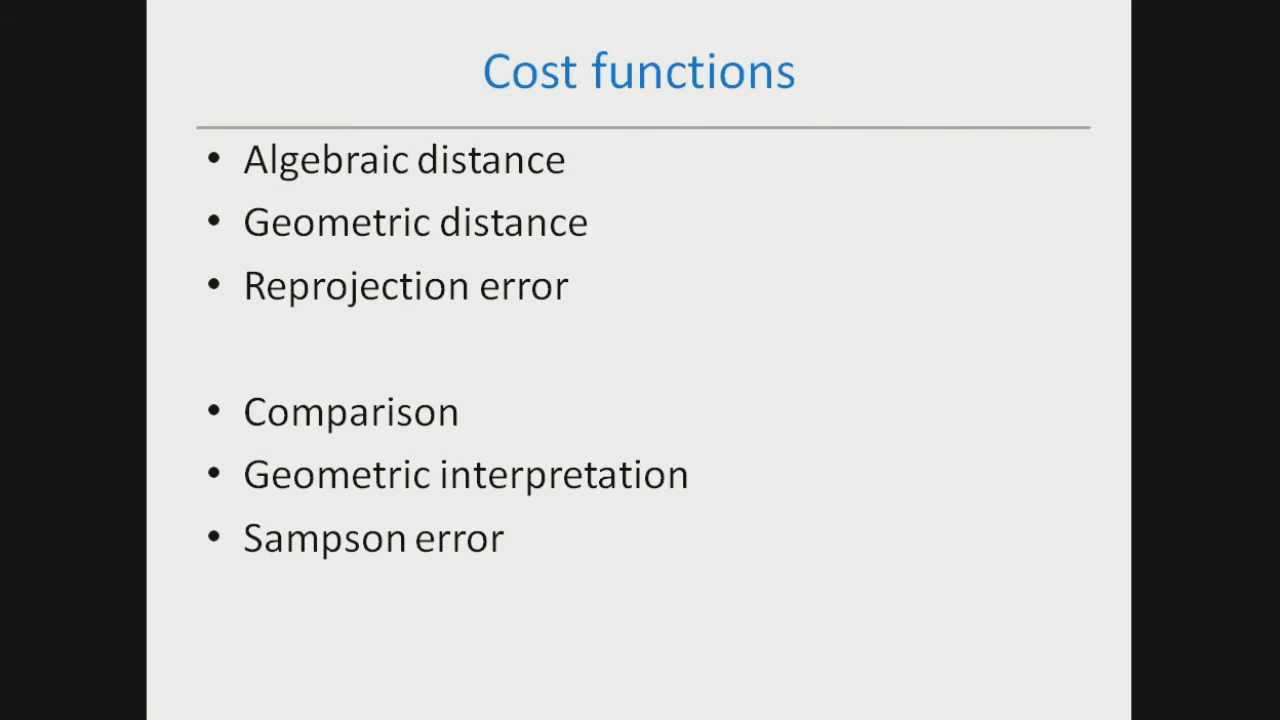 Cost functions
• Algebraic distance
• Geometric distance
• Reprojection error
• Comparison
• Geometric interpretation
• Sampson error